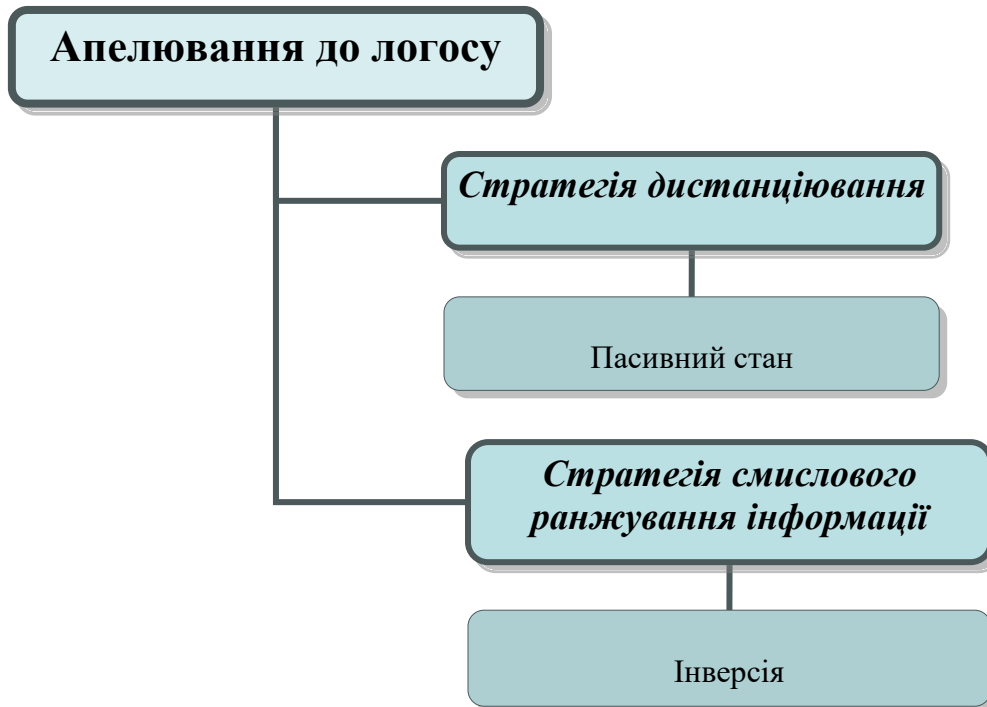 Апелювання до логосу
Стратегія дистанціювання
Пасивний стан
Стратегія смислового
ранжування інформації
Інверсія